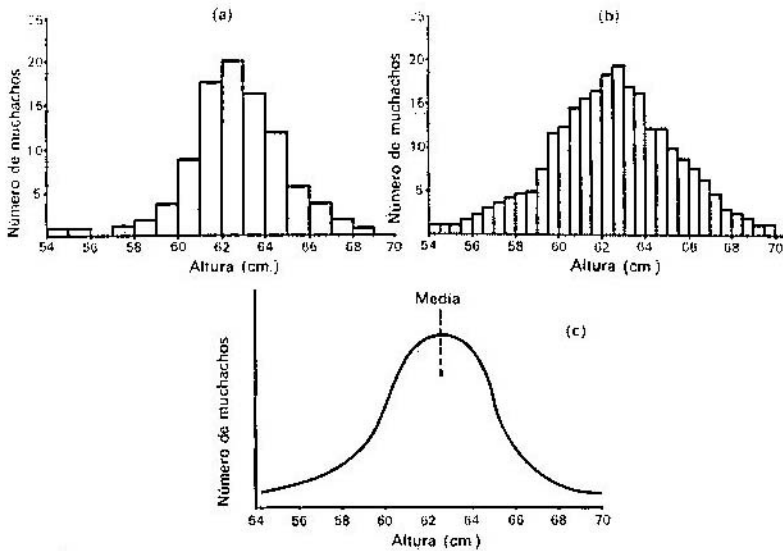 (a)
Número de muchachos
25
20
15
10
5
54 56 58 60 62 64 66 68 70
Altura (cm.)
(b)
Número de muchachos
25
20
15
10
5
54 56 58 60 62 64 66 68 70
Altura (cm)
Media
(c)
Número de muchachos
54 56 58 60 62 64 66 68 70
Altura (cm)